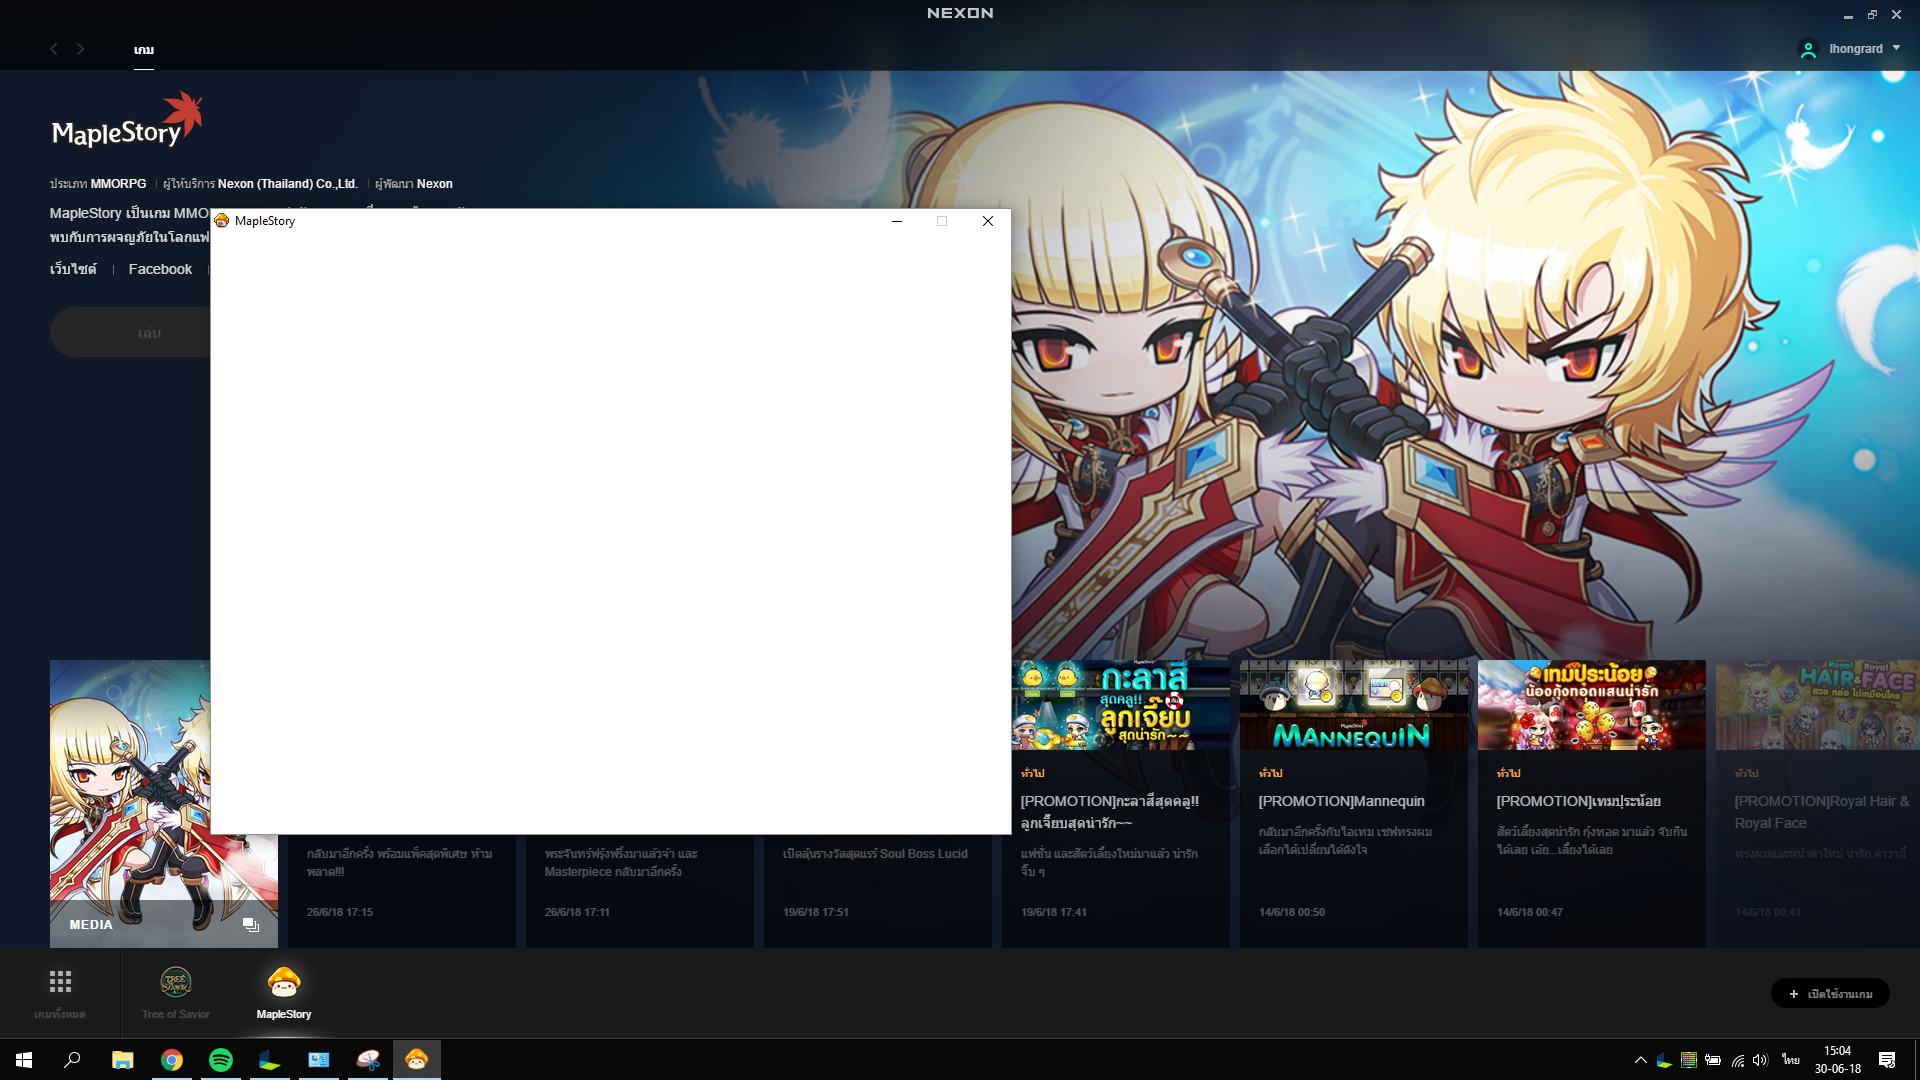 NEXON
เกม
lhongrard
MapleStory
ประเภท MMORPG ผู้ให้บริการ Nexon (Thailand) Co.,Ltd. ผู้พัฒนา Nexon
MapleStory เป็นเกม MMO
พบกับการผจญภัยในโลกแฟ
เว็บไซต์ Facebook
เล่น
MapleStory
MEDIA
กลับมาอีกครั้ง พร้อมแพ็คสุดพิเศษ ห้าม
พลาด!!!
26/6/18 17:15
พระจันทร์ฟรุ้งฟริ้งมาแล้วจ้า และ
Masterpiece กลับมาอีกครั้ง
26/6/18 17:11
เปิดลุ้นรางวัลสุดแรร์ Soul Boss Lucid
19/6/18 17:51
กะลาสี
สุดคลู!!
ลูกเจี๊ยบ
สุดน่ารัก~~
ทั่วไป
[PROMOTION]กะลาสีสุดคลู!!
ลูกเจี๊ยบสุดน่ารัก~~
แฟชั่น และสัตว์เลี้ยงใหม่มาแล้ว น่ารัก
จิ๊บ ๆ
19/6/18 17:41
MapleStory
MANNEQUIN
ทั่วไป
[PROMOTION]Mannequin
กลับมาอีกครั้งกับไอเทม เซฟทรงผม
เลือกได้เปลี่ยนได้ดั่งใจ
14/6/18 00:50
เทมปุระน้อย
น้องกุ้งทอดแสนน่ารัก
ทั่วไป
[PROMOTION]เทมปุระน้อย
สัตว์เลี้ยงสุดน่ารัก กุ้งทอด มาแล้ว จับกิน
ได้เลย เอ้ย...เลี้ยงได้เลย
14/6/18 00:47
Royal Royal
HAIR & FACE
สวย หล่อ ไม่เหมือนใคร
ทั่วไป
[PROMOTION]Royal Hair &
Royal Face
ทรงผมและหน้าตาใหม่ น่ารัก คาวาอี้
14/6/18 00:41
เกมทั้งหมด
TREE OF SAVIOR
Tree of Savior
MapleStory
+ เปิดใช้งานเกม
ไทย
15:04
30-06-18